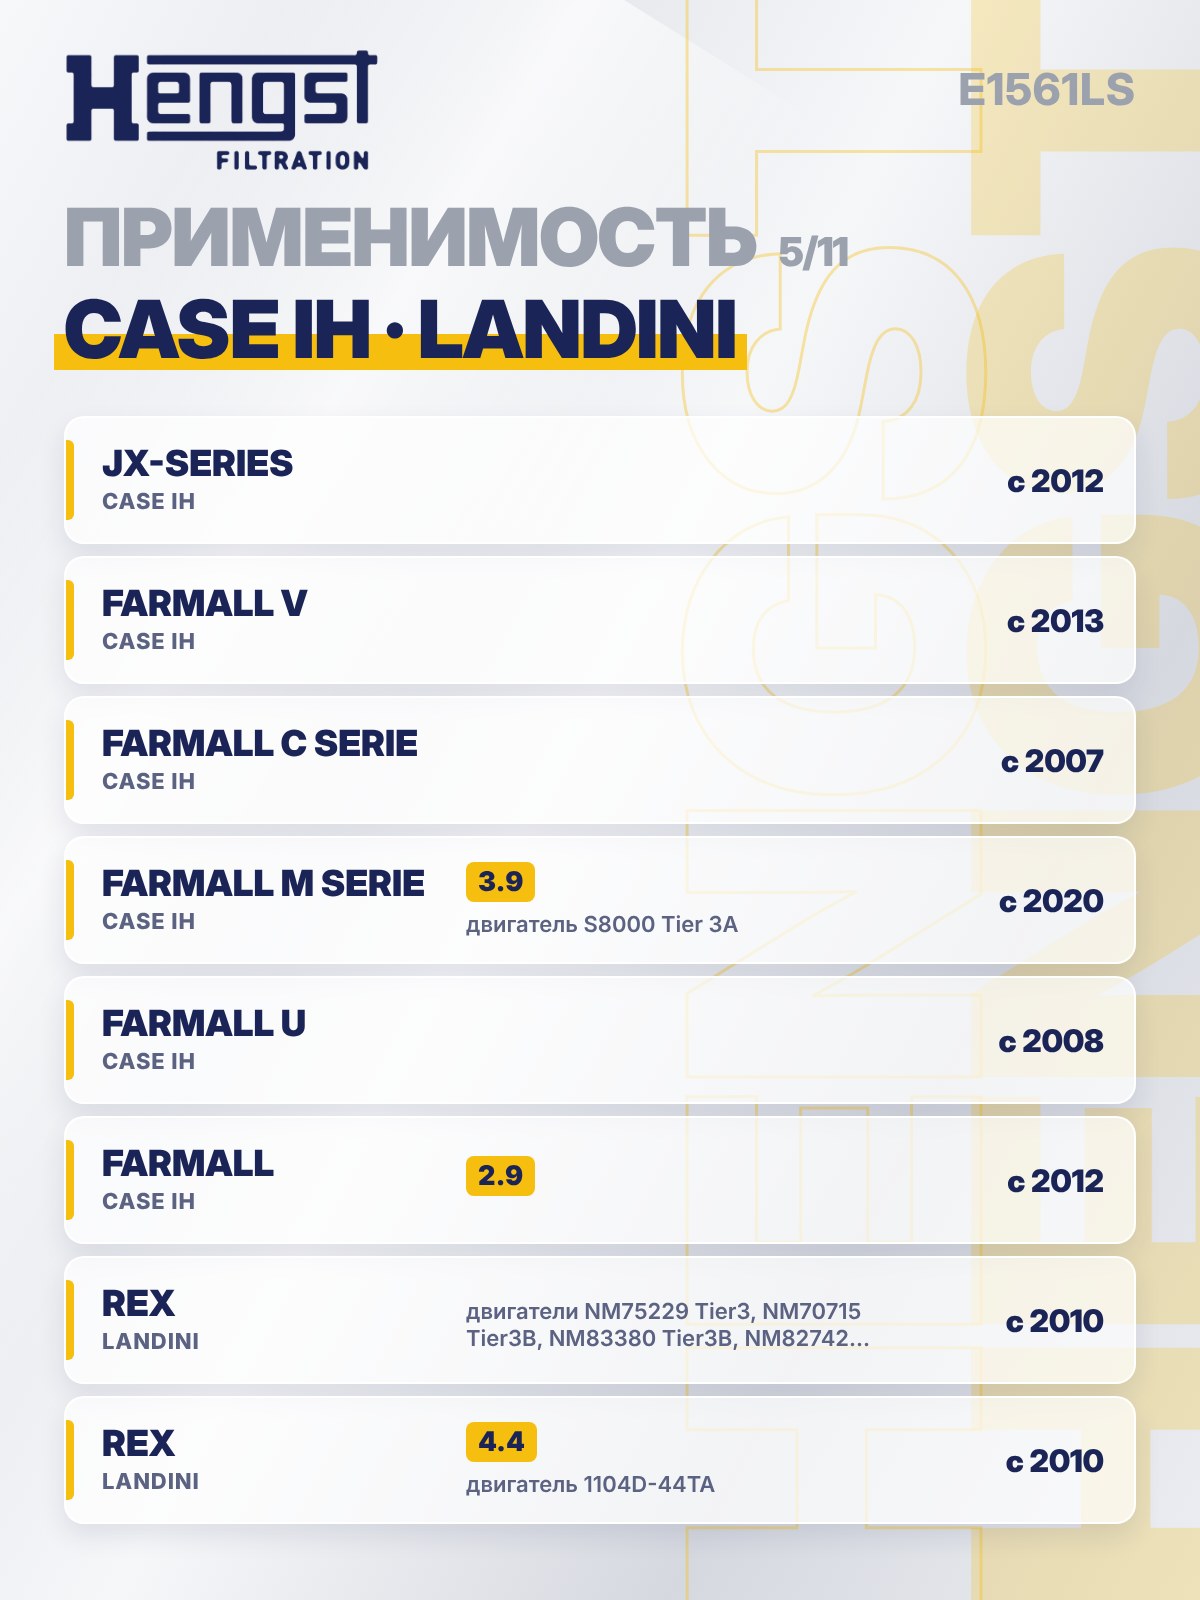 Hengst
FILTRATION
E1561LS
ПРИМЕНИМОСТЬ 5/11
CASE IH · LANDINI
JX-SERIES
CASE IH
с 2012
FARMALL V
CASE IH
с 2013
FARMALL C SERIE
CASE IH
с 2007
FARMALL M SERIE
CASE IH
3.9
двигатель S8000 Tier 3A
с 2020
FARMALL U
CASE IH
с 2008
FARMALL
CASE IH
2.9
с 2012
REX
LANDINI
двигатели NM75229 Tier3, NM70715
Tier3B, NM83380 Tier3B, NM82742...
с 2010
REX
LANDINI
4.4
двигатель 1104D-44TA
с 2010
HENGST
HENGST